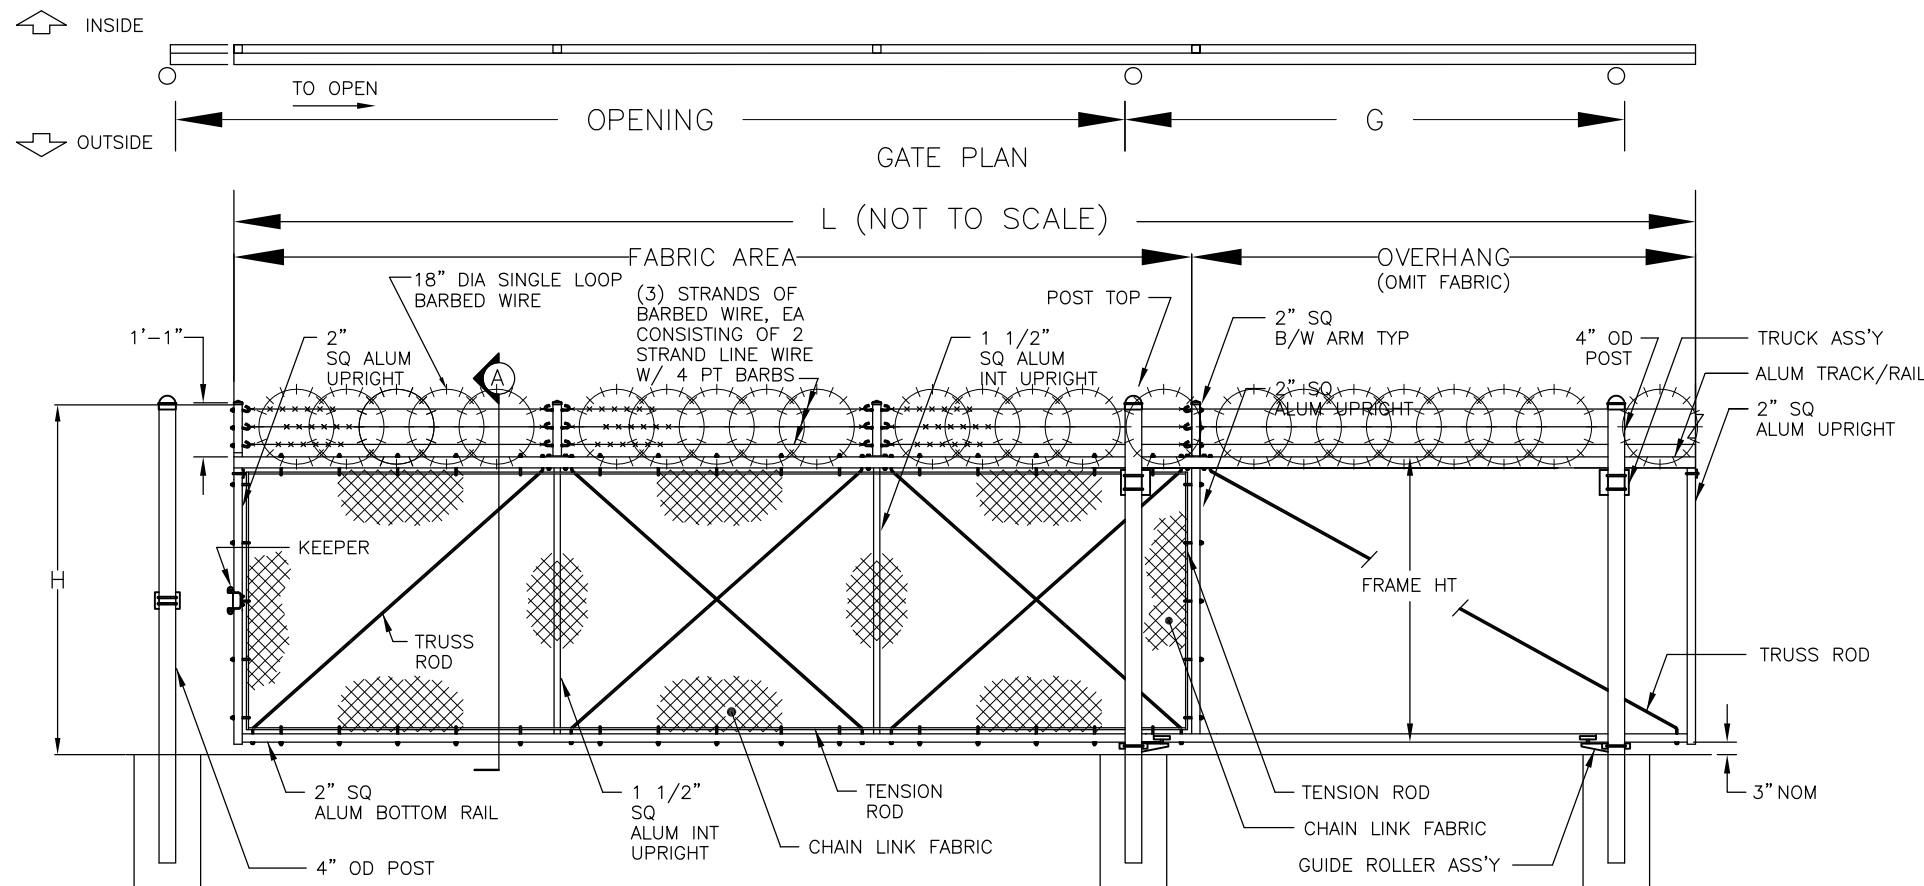 INSIDE
TO OPEN
OPENING
G
OUTSIDE
GATE PLAN
L (NOT TO SCALE)
FABRIC AREA
OVERHANG
(OMIT FABRIC)
18" DIA SINGLE LOOP
BARBED WIRE
(3) STRANDS OF
BARBED WIRE, EA
CONSISTING OF 2
STRAND LINE WIRE
W/ 4 PT BARBS
POST TOP
1'-1"
2"
SQ ALUM
UPRIGHT
A
1 1/2"
SQ ALUM
INT UPRIGHT
2" SQ
B/W ARM TYP
2" SQ
ALUM UPRIGHT
4" OD
POST
TRUCK ASS'Y
ALUM TRACK/RAIL
2" SQ
ALUM UPRIGHT
H
KEEPER
TRUSS
ROD
FRAME HT
TRUSS ROD
2" SQ
ALUM BOTTOM RAIL
1 1/2"
SQ
ALUM INT
UPRIGHT
TENSION
ROD
CHAIN LINK FABRIC
TENSION ROD
CHAIN LINK FABRIC
GUIDE ROLLER ASS'Y
3" NOM
4" OD POST